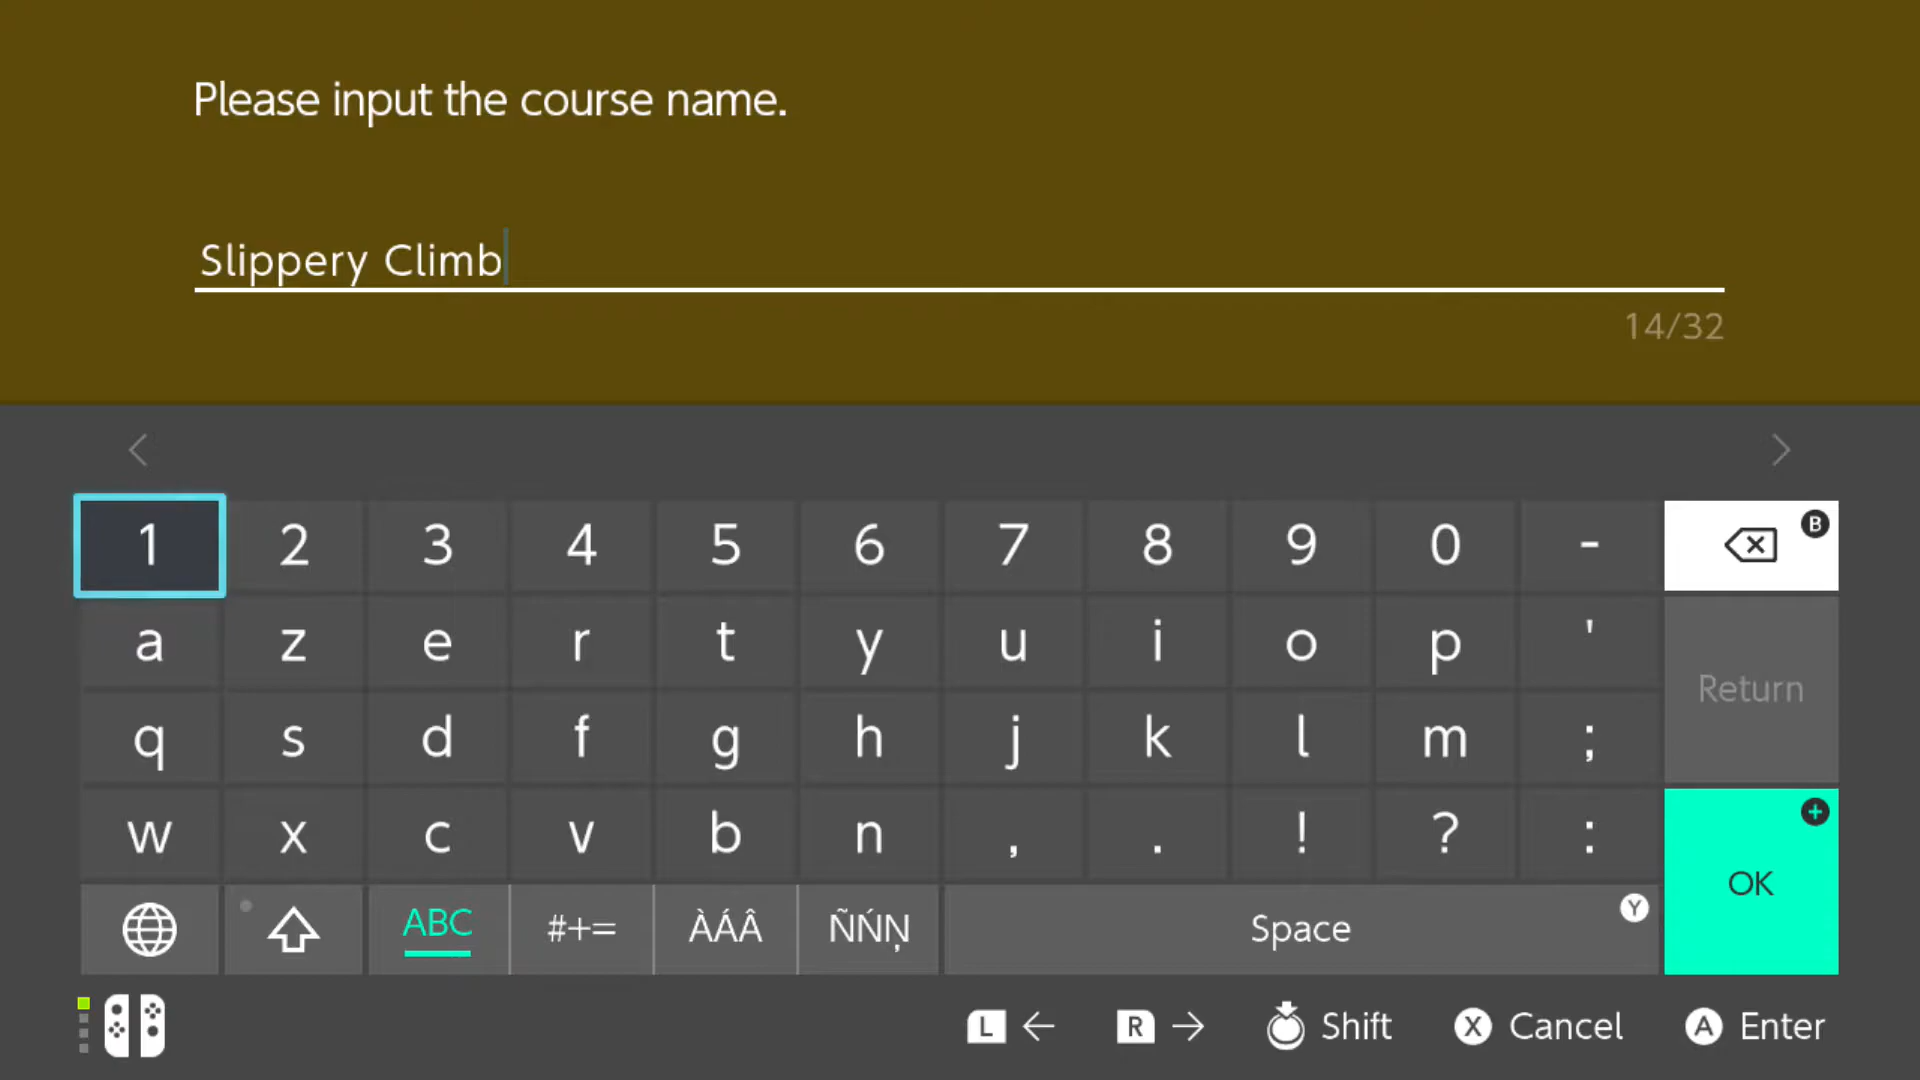 Please input the course name.
Slippery Climb
14/32
1 2 3 4 5 6 7 8 9 0 - B
a z e r t y u i o p ' Return
q s d f g h j k l m ;
w x c v b n , . ! ? : + OK
ABC #+= ÀÁÂ ÑŃŅ Space Y
L ← R → Shift X Cancel A Enter